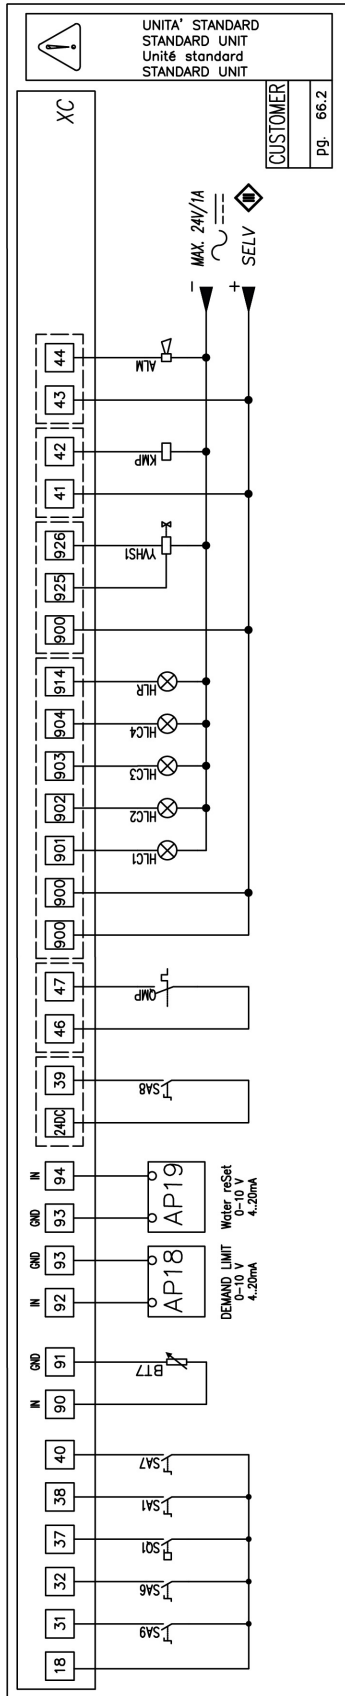 UNITA' STANDARD
STANDARD UNIT
Unité standard
STANDARD UNIT
CUSTOMER
pg. 66.2
XC
- MAX. 24V/1A
+ SELV III
44 ALM
43
42 KMP
41
926 YVHS1
925
900
914 HLR
904 HLC4
903 HLC3
902 HLC2
901 HLC1
900
900
47 QMP
46
39 SA8
24DC
IN 94
GND 93
AP19
Water reSet
0-10 V
4..20mA
GND 93
IN 92
AP18
DEMAND LIMIT
0-10 V
4..20mA
GND 91 BT7
IN 90
40 SA7
38 SA1
37 SQ1
32 SA6
31 SA9
18